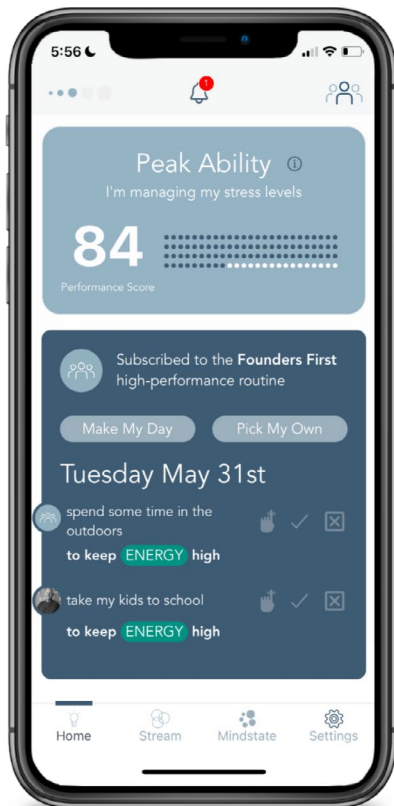 5:56
1
Peak Ability
I'm managing my stress levels
84
Performance Score
Subscribed to the Founders First
high-performance routine
Make My Day
Pick My Own
Tuesday May 31st
spend some time in the
outdoors
to keep ENERGY high
take my kids to school
to keep ENERGY high
Home
Stream
Mindstate
Settings